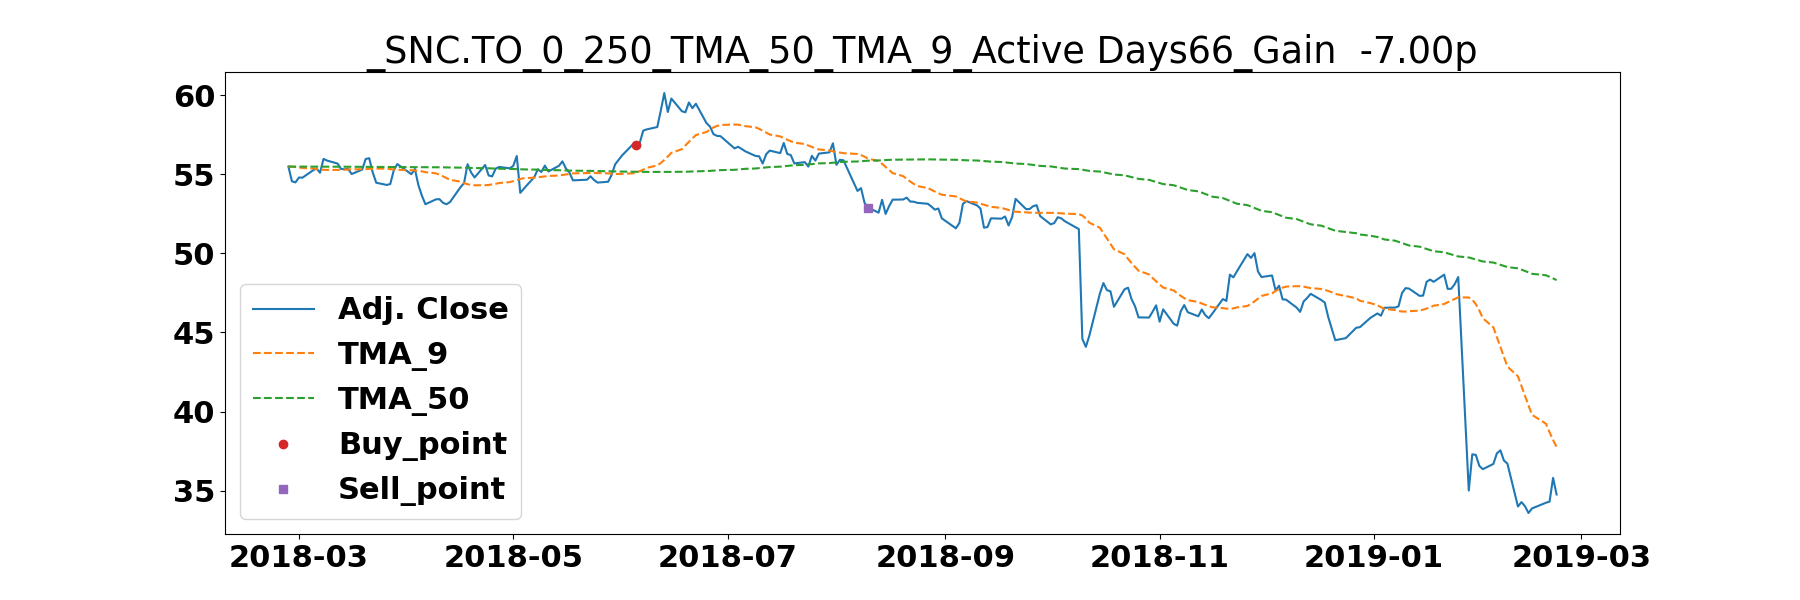 _SNC.TO_0_250_TMA_50_TMA_9_Active Days66_Gain  -7.00p
60
55
50
45
40
35
Adj. Close
TMA_9
TMA_50
Buy_point
Sell_point
2018-03 2018-05 2018-07 2018-09 2018-11 2019-01 2019-03